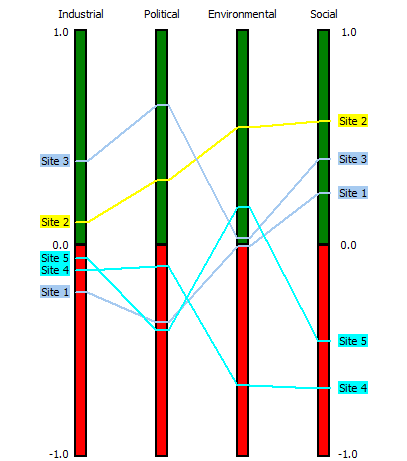 Industrial Political Environmental Social
1.0 1.0
Site 2
Site 3 Site 3
Site 1
Site 2
0.0 0.0
Site 5
Site 4
Site 1
Site 5
Site 4
-1.0 -1.0